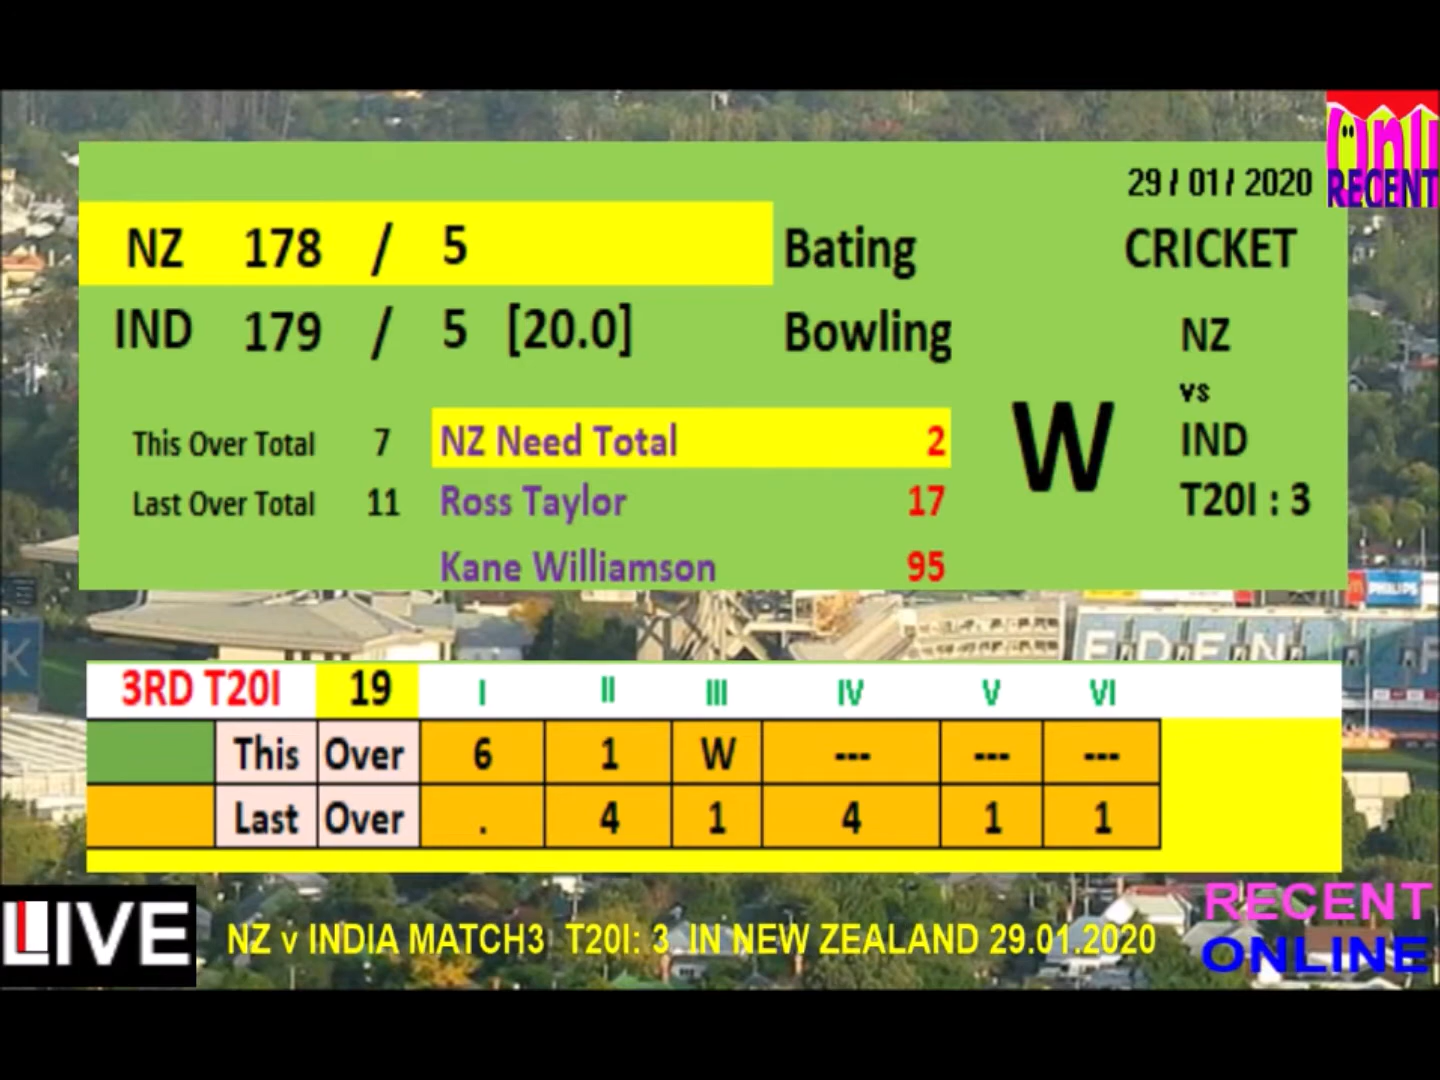 29 / 01 / 2020
RECENT
NZ 178 / 5 Bating CRICKET
IND 179 / 5 [20.0] Bowling NZ
vs
This Over Total 7 NZ Need Total 2 W IND
Last Over Total 11 Ross Taylor 17 T20I : 3
Kane Williamson 95
PHILIPS
K
EDEN P
3RD T20I 19 I II III IV V VI
This Over 6 1 W --- --- ---
Last Over . 4 1 4 1 1
LIVE
NZ v INDIA MATCH3 T20I: 3 IN NEW ZEALAND 29.01.2020
RECENT
ONLINE